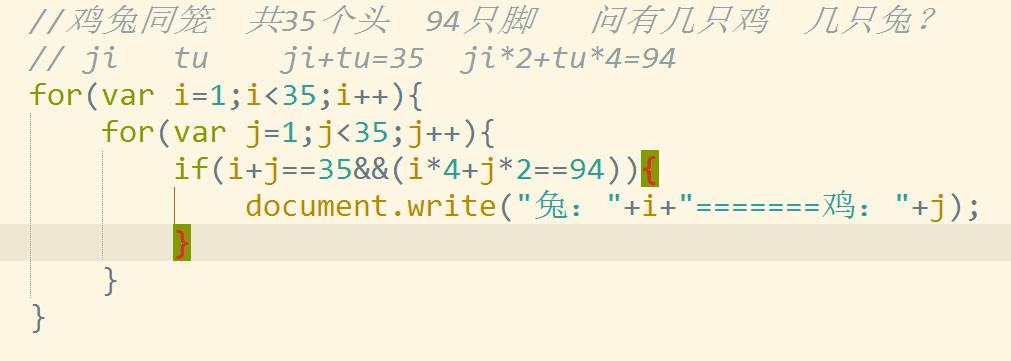 //鸡兔同笼  共35个头  94只脚   问有几只鸡  几只兔？
// ji   tu    ji+tu=35  ji*2+tu*4=94
for(var i=1;i<35;i++){
    for(var j=1;j<35;j++){
        if(i+j==35&&(i*4+j*2==94)){
            document.write("兔："+i+"=======鸡："+j);
        }
    }
}